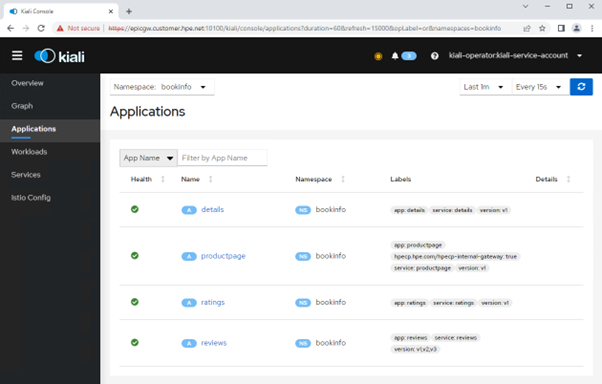 Kiali Console
Not secure
https://epicgw.customer.hpe.net:10100/kiali/console/applications?duration=60&refresh=15000&opLabel=or&namespaces=bookinfo
kiali
3
kiali-operator:kiali-service-account
Overview
Graph
Applications
Workloads
Services
Istio Config
Namespace: bookinfo
Last 1m
Every 15s
Applications
App Name
Filter by App Name
Health Name Namespace Labels Details
A details NS bookinfo app: details service: details version: v1
A productpage NS bookinfo app: productpage
hpecp.hpe.com/hpecp-internal-gateway: true
service: productpage version: v1
A ratings NS bookinfo app: ratings service: ratings version: v1
A reviews NS bookinfo app: reviews service: reviews
version: v1,v2,v3